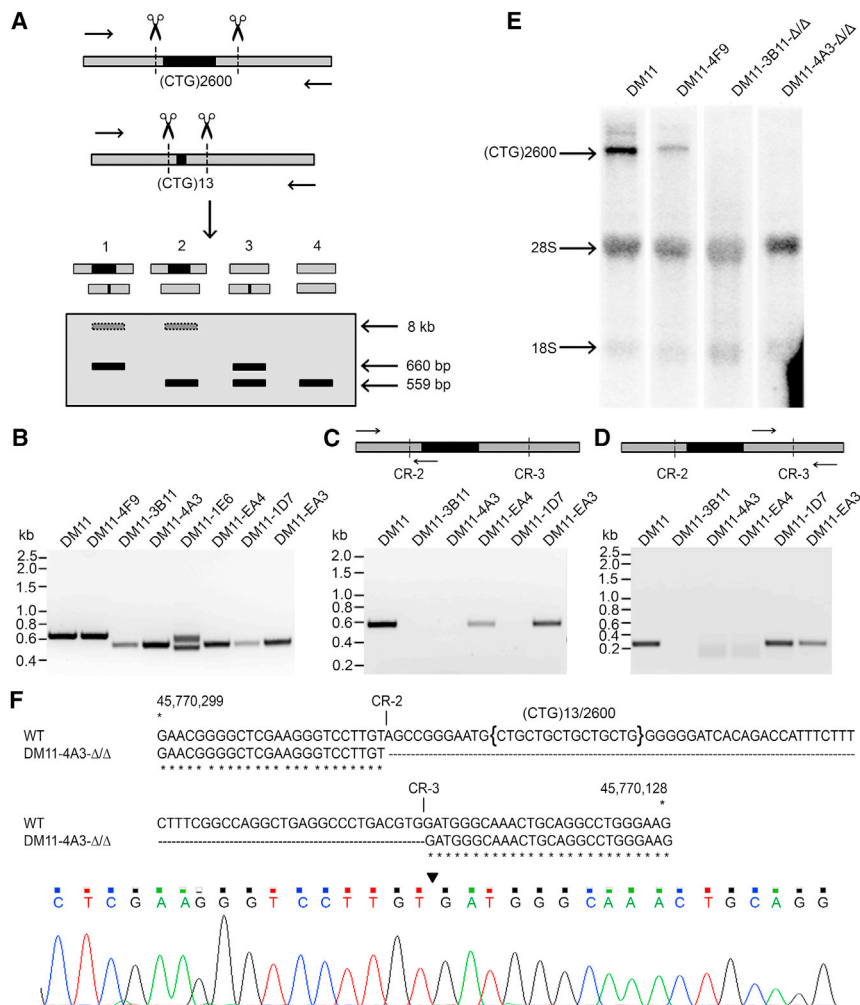 A
(CTG)2600
(CTG)13
1 2 3 4
8 kb
660 bp
559 bp
E
DM11
DM11-4F9
DM11-3B11-Δ/Δ
DM11-4A3-Δ/Δ
(CTG)2600
28S
18S
B
kb
DM11
DM11-4F9
DM11-3B11
DM11-4A3
DM11-1E6
DM11-EA4
DM11-1D7
DM11-EA3
2.5
2.0
1.5
1.0
0.8
0.6
0.4
C
CR-2 CR-3
kb
DM11
DM11-3B11
DM11-4A3
DM11-EA4
DM11-1D7
DM11-EA3
2.0
1.5
1.0
0.8
0.6
0.4
0.2
D
CR-2 CR-3
kb
DM11
DM11-3B11
DM11-4A3
DM11-EA4
DM11-1D7
DM11-EA3
2.5
2.0
1.5
1.0
0.8
0.6
0.4
0.2
F
45,770,299 CR-2 (CTG)13/2600
*
WT GAACGGGGCTCGAAGGGTCCTTGTAGCCGGGAATG{CTGCTGCTGCTGCTG}GGGGGATCACAGACCATTTCTTT
DM11-4A3-Δ/Δ GAACGGGGCTCGAAGGGTCCTTGT
************************
CR-3 45,770,128
*
WT CTTTCGGCCAGGCTGAGGCCCTGACGTGGATGGGCAAACTGCAGGCCTGGGAAG
DM11-4A3-Δ/Δ GATGGGCAAACTGCAGGCCTGGGAAG
**************************
C T C G A A G G G T C C T T G T G A T G G G C A A A C T G C A G G